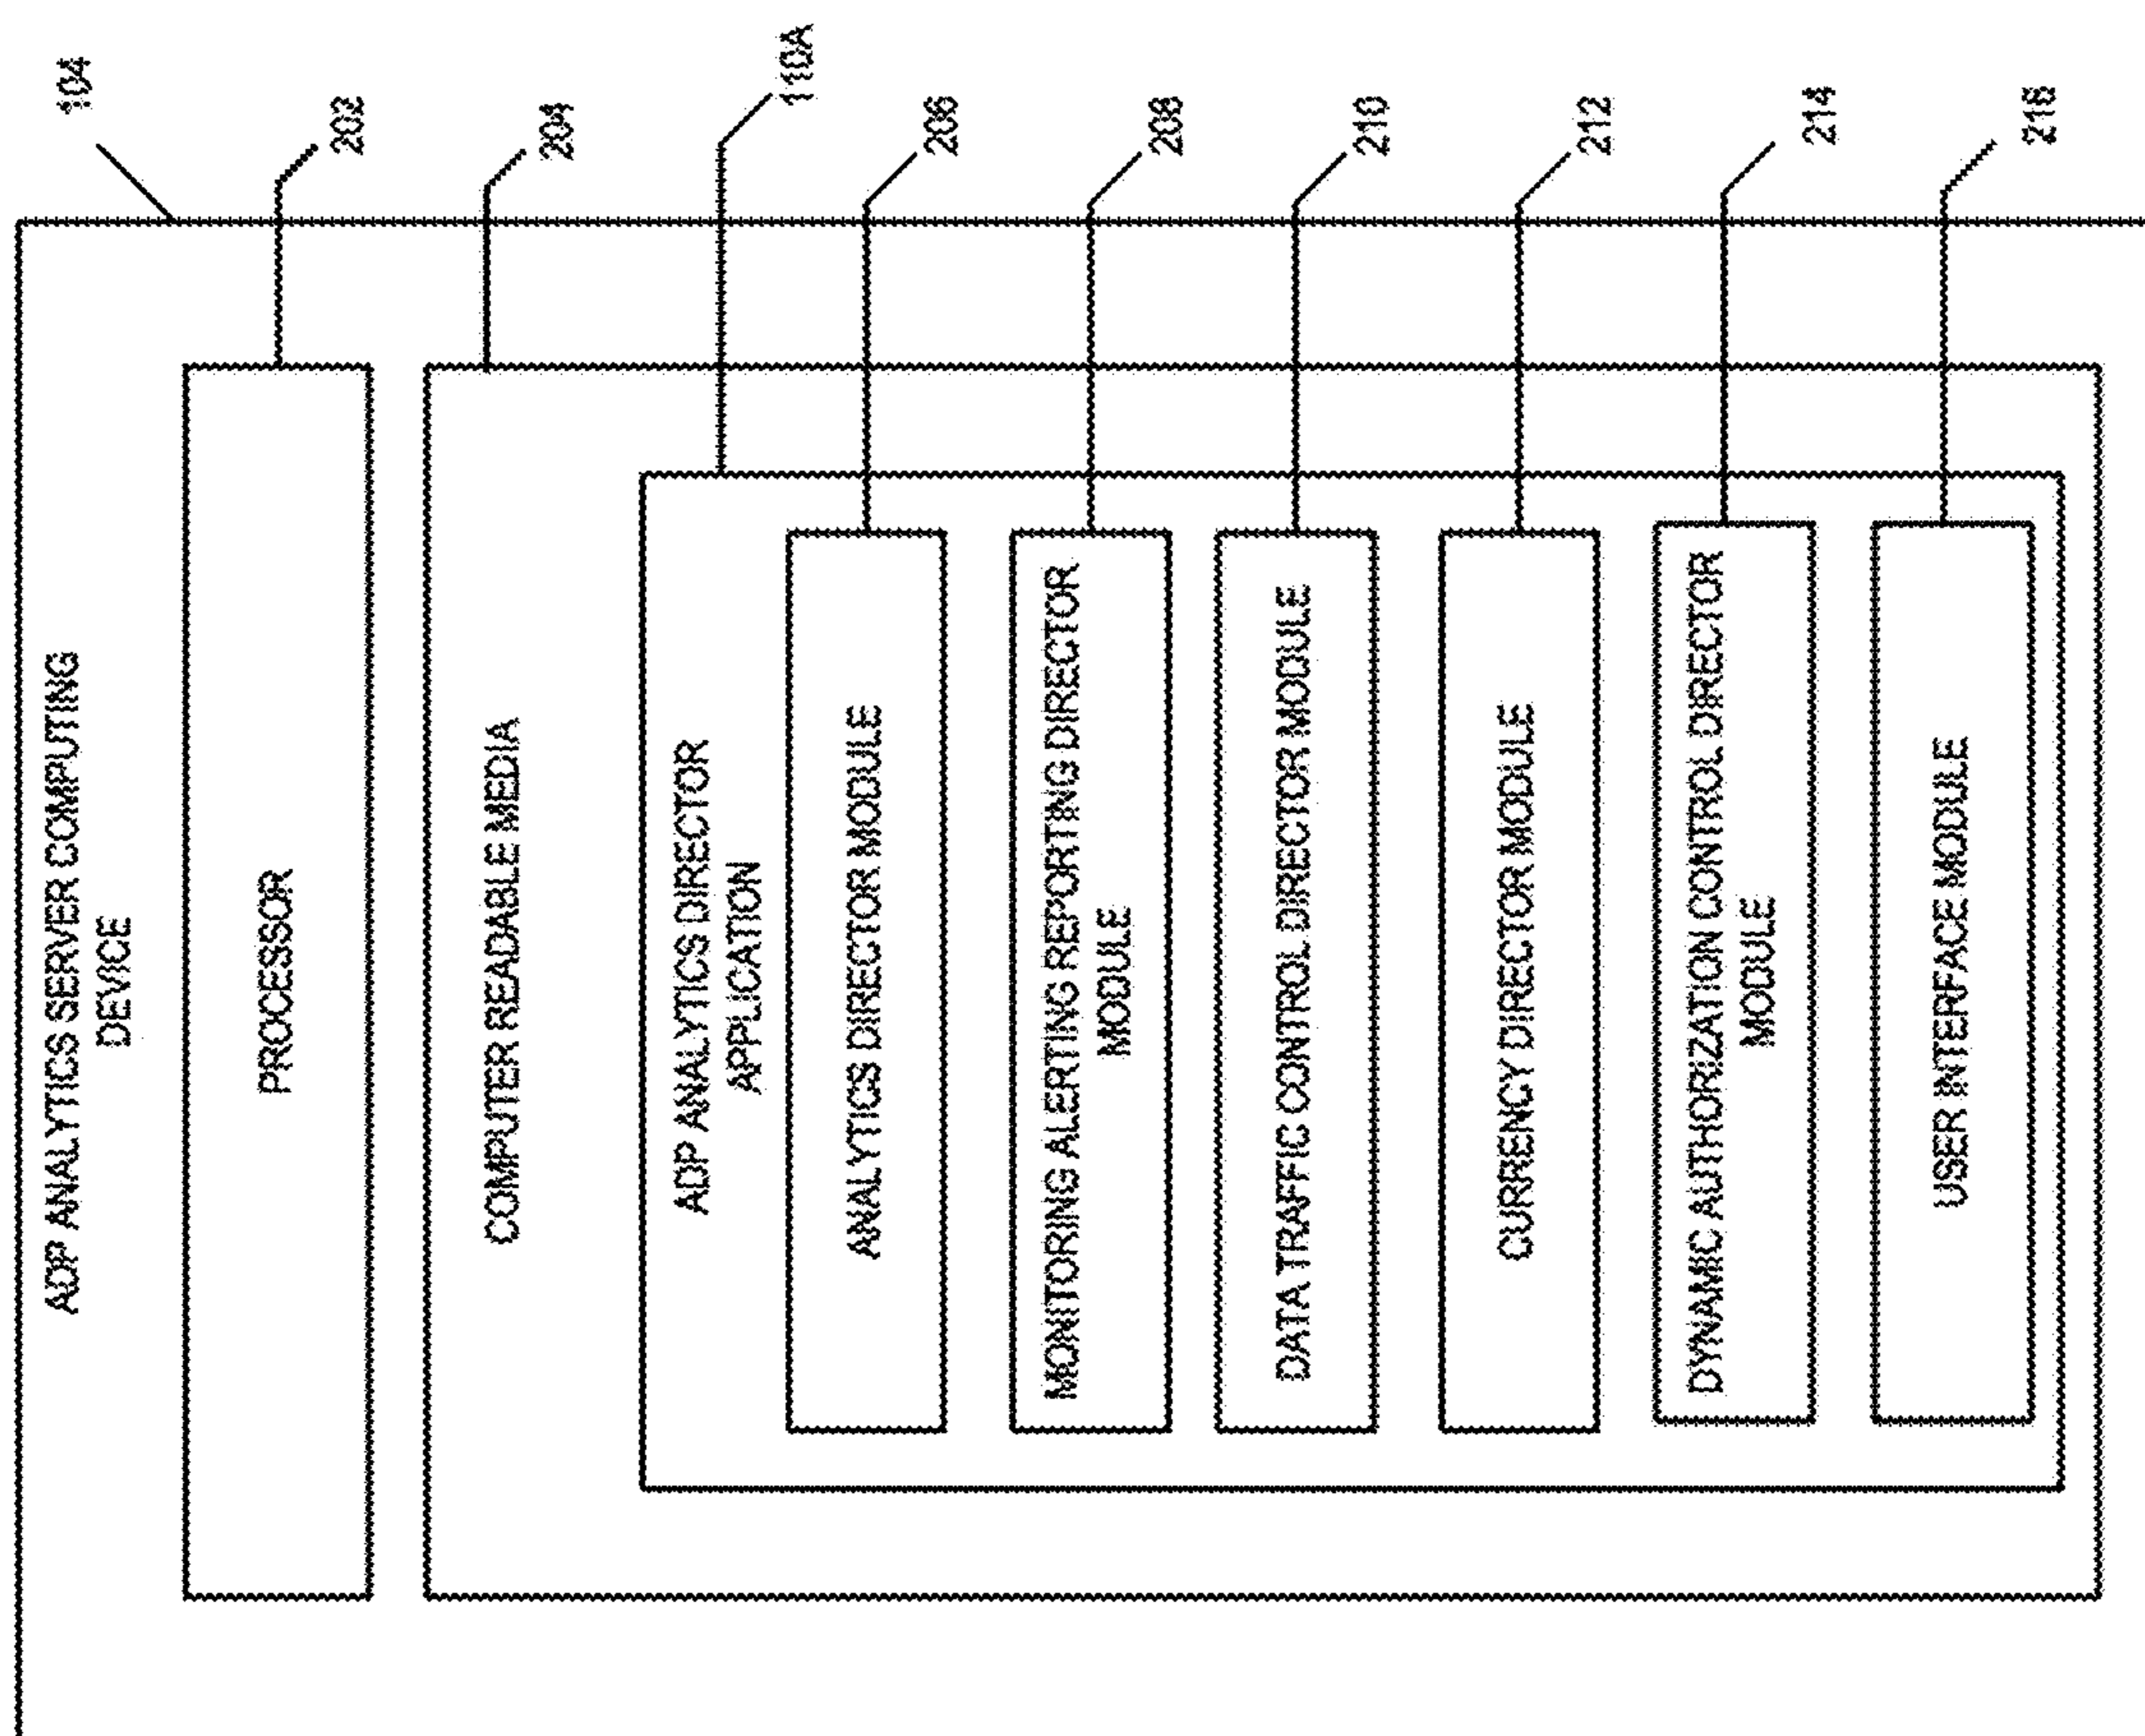 ADP ANALYTICS SERVER COMPUTING
DEVICE
104
PROCESSOR
202
COMPUTER READABLE MEDIA
204
ADP ANALYTICS DIRECTOR
APPLICATION
110A
ANALYTICS DIRECTOR MODULE
206
MONITORING ALERTING REPORTING DIRECTOR
MODULE
208
DATA TRAFFIC CONTROL DIRECTOR MODULE
210
CURRENCY DIRECTOR MODULE
212
DYNAMIC AUTHORIZATION CONTROL DIRECTOR
MODULE
214
USER INTERFACE MODULE
216